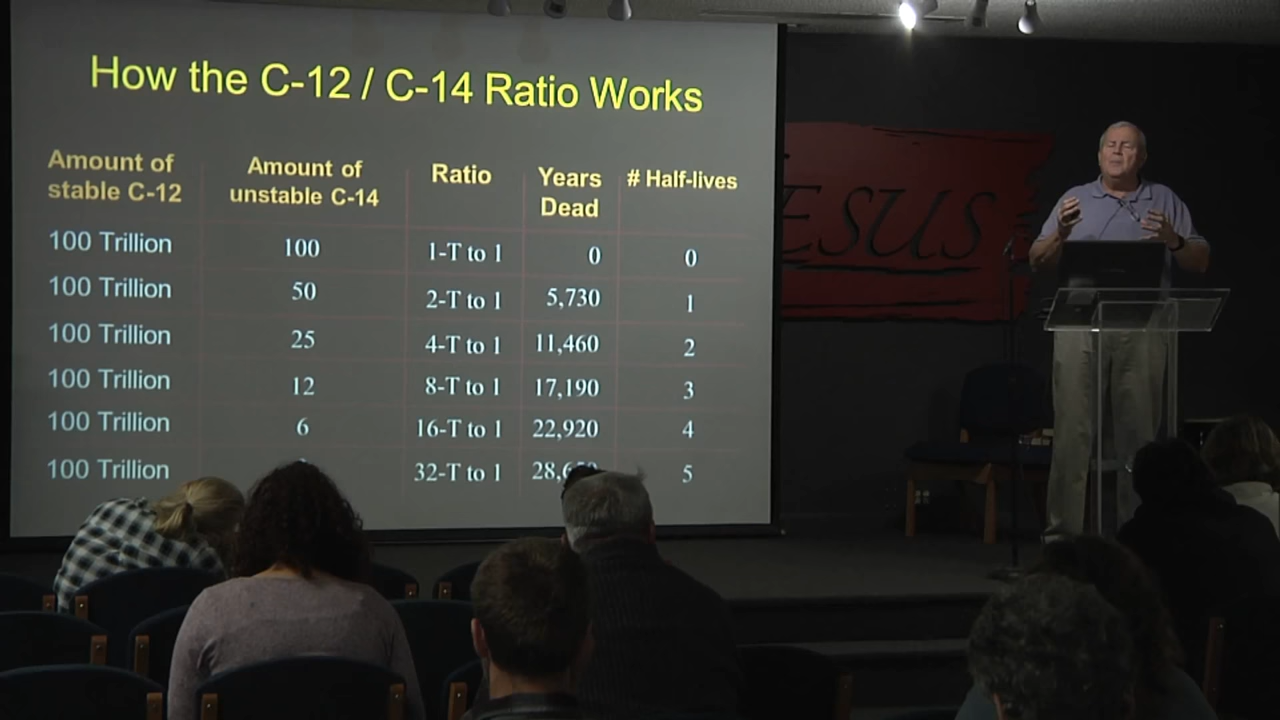 How the C-12 / C-14 Ratio Works
Amount of stable C-12 Amount of unstable C-14 Ratio Years Dead # Half-lives
100 Trillion 100 1-T to 1 0 0
100 Trillion 50 2-T to 1 5,730 1
100 Trillion 25 4-T to 1 11,460 2
100 Trillion 12 8-T to 1 17,190 3
100 Trillion 6 16-T to 1 22,920 4
100 Trillion 32-T to 1 5
ESUS